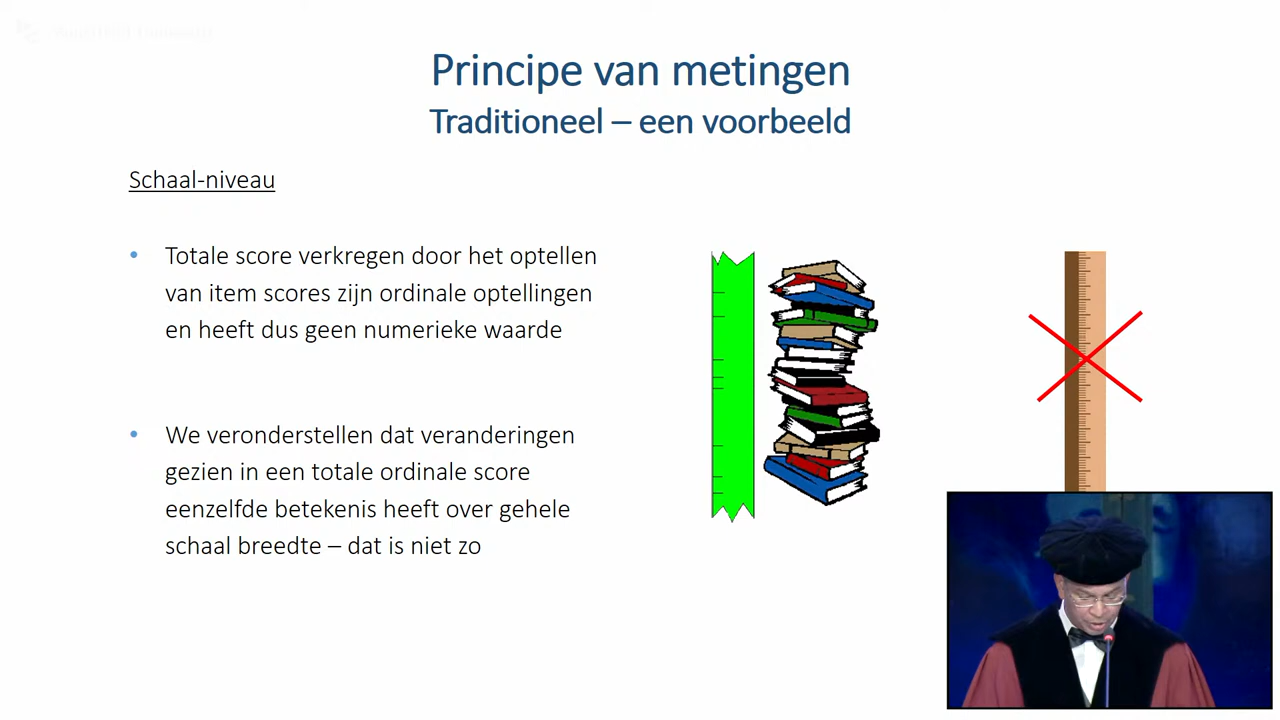 Principe van metingen
Traditioneel – een voorbeeld
Schaal-niveau
• Totale score verkregen door het optellen
van item scores zijn ordinale optellingen
en heeft dus geen numerieke waarde
• We veronderstellen dat veranderingen
gezien in een totale ordinale score
eenzelfde betekenis heeft over gehele
schaal breedte – dat is niet zo